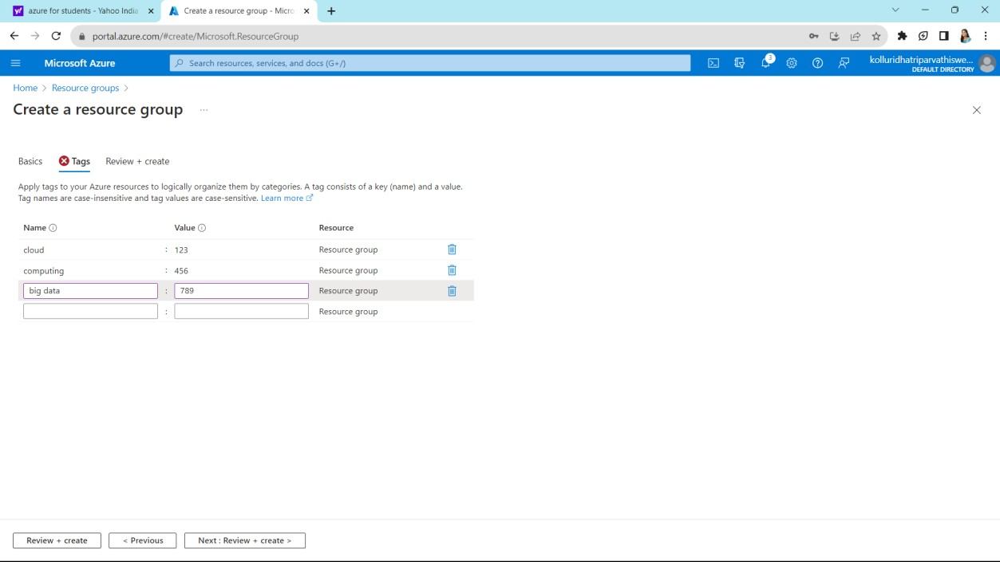 azure for students - Yahoo India
Create a resource group - Micro
portal.azure.com/#create/Microsoft.ResourceGroup
Microsoft Azure
Search resources, services, and docs (G+/)
3
kolluridhatriparvathiswe...
DEFAULT DIRECTORY
Home > Resource groups >
Create a resource group ...
Basics Tags Review + create
Apply tags to your Azure resources to logically organize them by categories. A tag consists of a key (name) and a value.
Tag names are case-insensitive and tag values are case-sensitive. Learn more
Name Value Resource
cloud : 123 Resource group
computing : 456 Resource group
big data : 789 Resource group
: Resource group
Review + create < Previous Next : Review + create >